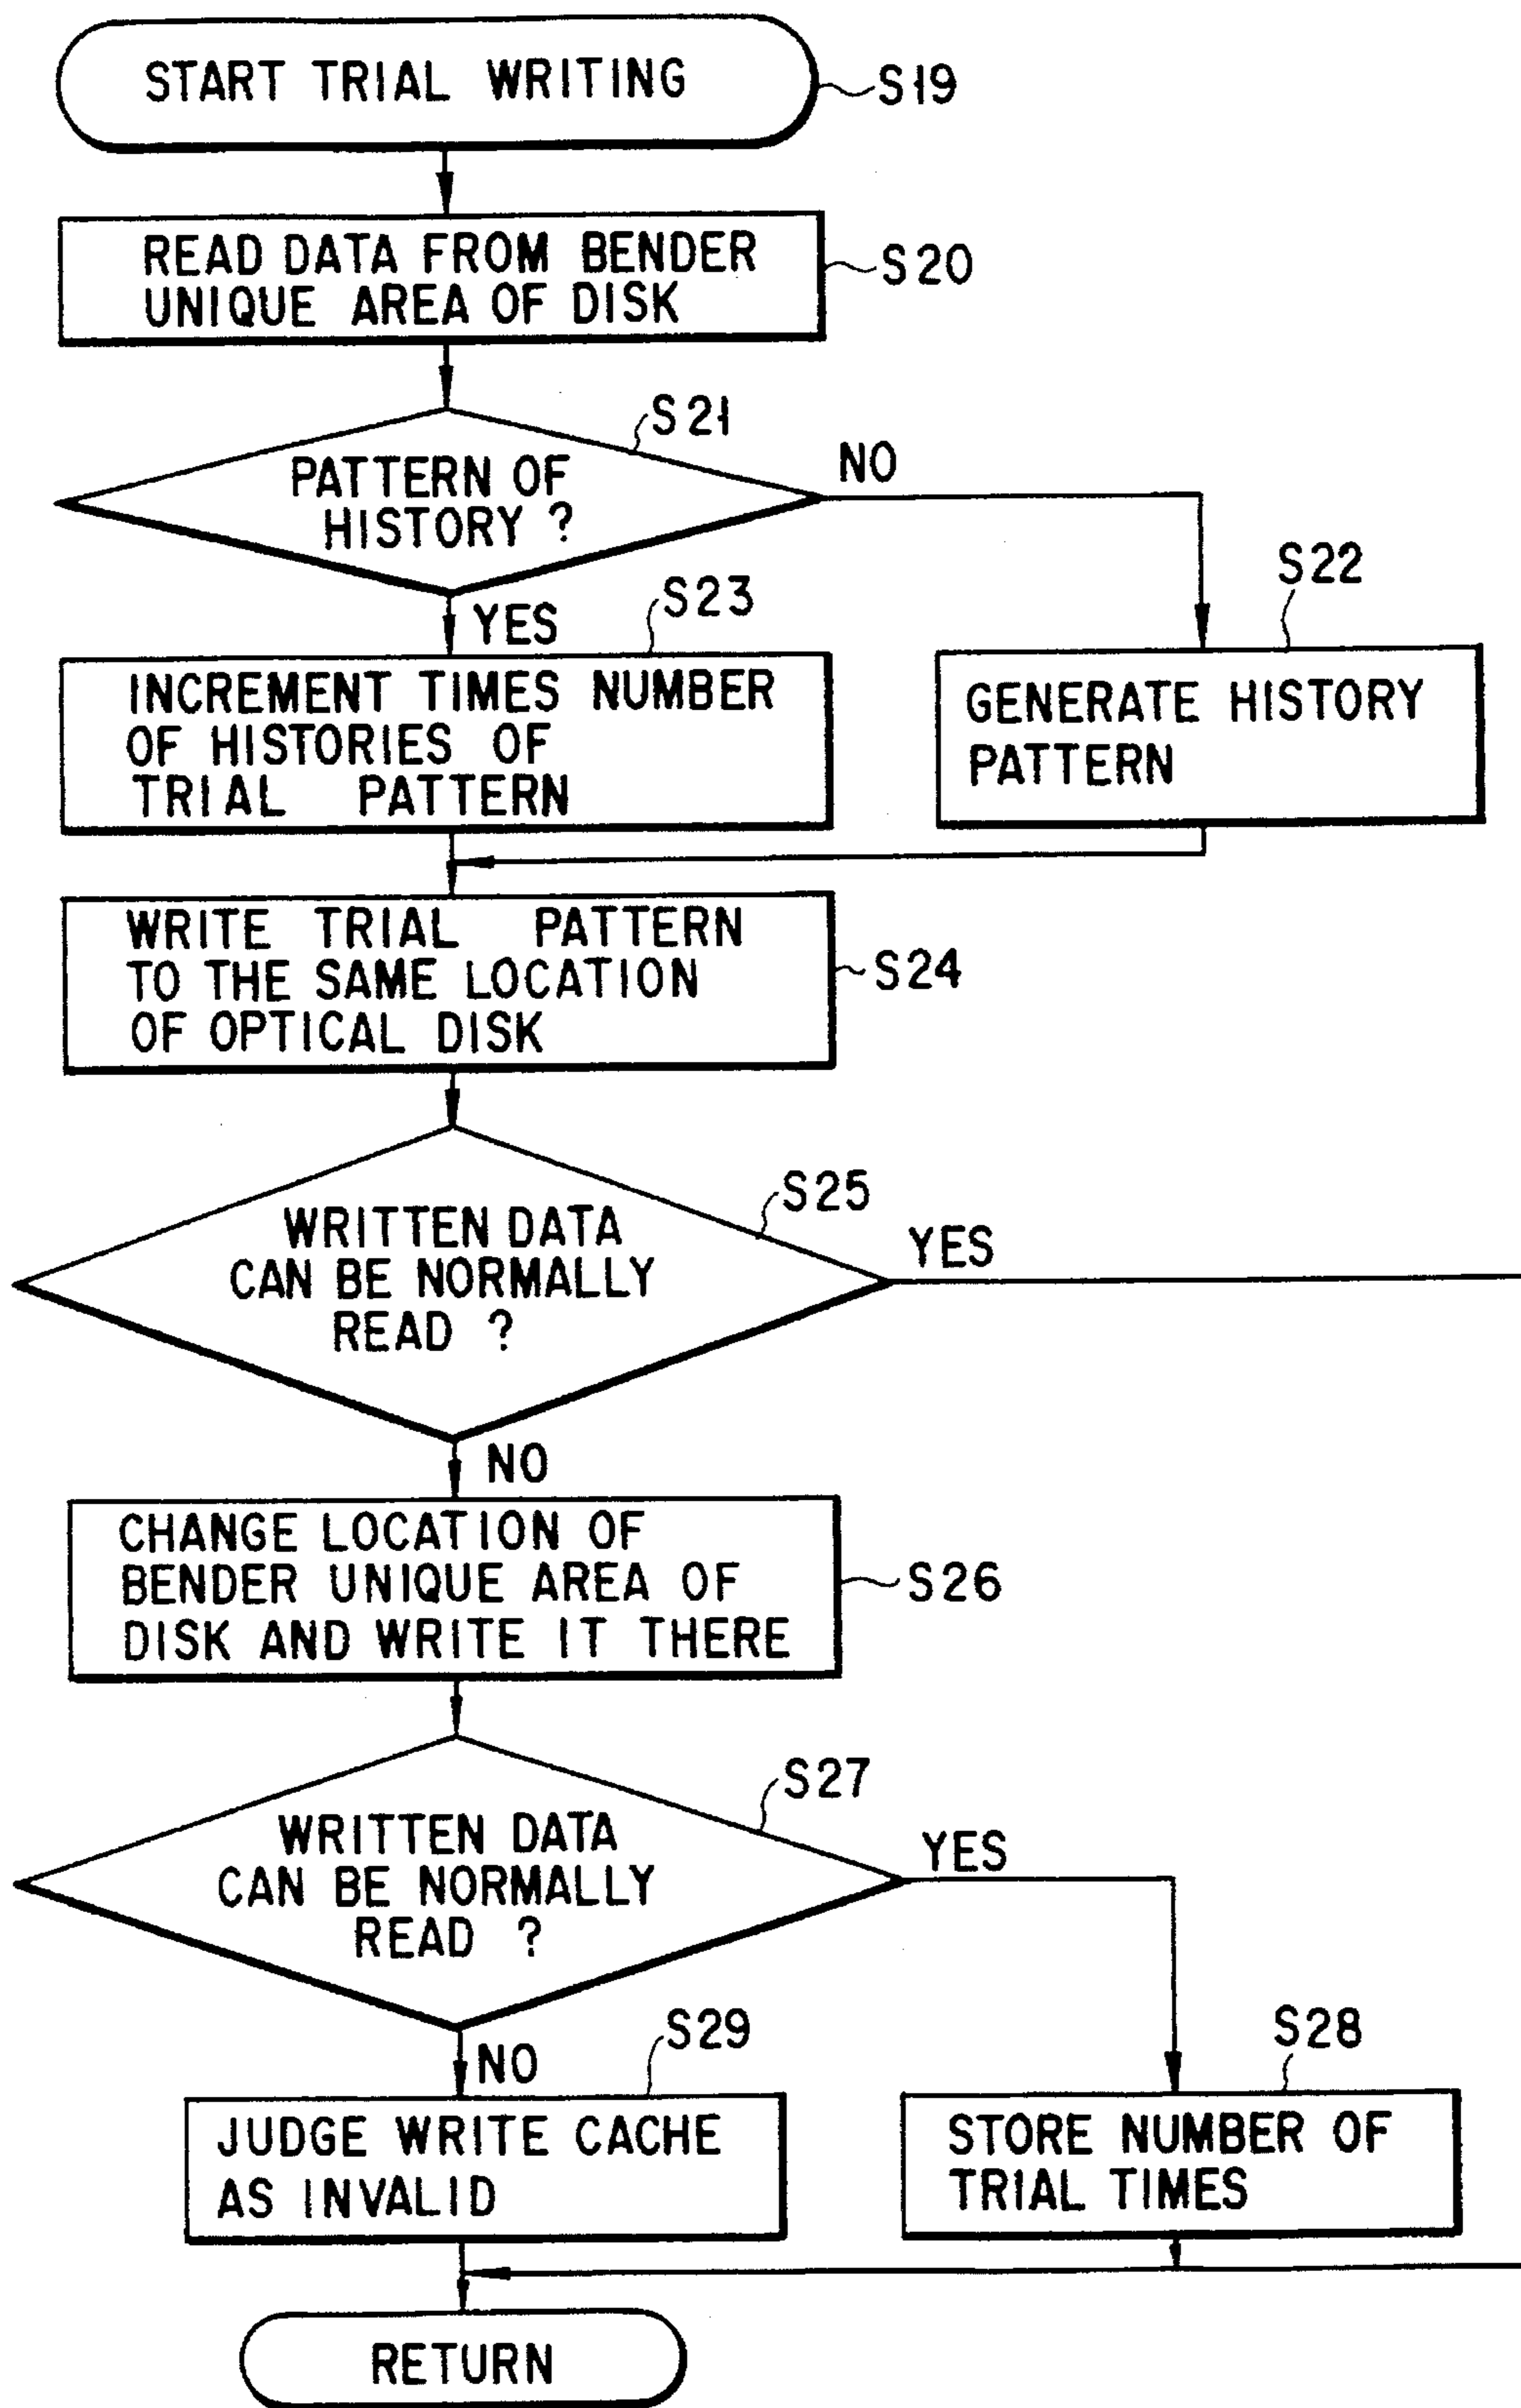 START TRIAL WRITING
S19
READ DATA FROM BENDER
UNIQUE AREA OF DISK
S20
S21
PATTERN OF
HISTORY ?
NO
YES
S23
S22
INCREMENT TIMES NUMBER
OF HISTORIES OF
TRIAL PATTERN
GENERATE HISTORY
PATTERN
WRITE TRIAL PATTERN
TO THE SAME LOCATION
OF OPTICAL DISK
S24
S25
WRITTEN DATA
CAN BE NORMALLY
READ ?
YES
NO
CHANGE LOCATION OF
BENDER UNIQUE AREA OF
DISK AND WRITE IT THERE
S26
S27
WRITTEN DATA
CAN BE NORMALLY
READ ?
YES
NO
S29
S28
JUDGE WRITE CACHE
AS INVALID
STORE NUMBER OF
TRIAL TIMES
RETURN